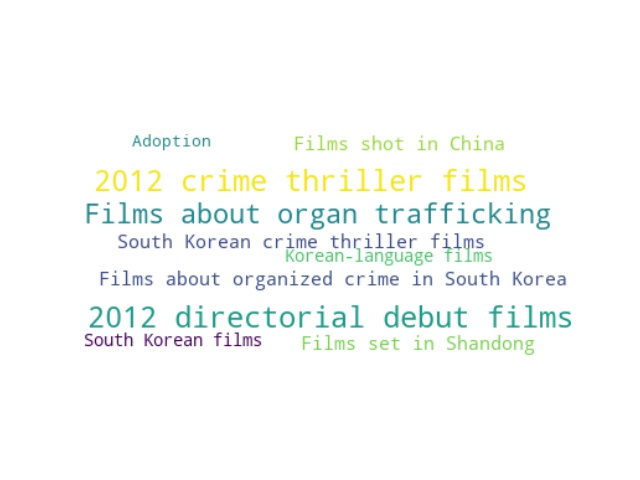 Adoption
Films shot in China
2012 crime thriller films
Films about organ trafficking
South Korean crime thriller films
Korean-language films
Films about organized crime in South Korea
2012 directorial debut films
South Korean films
Films set in Shandong